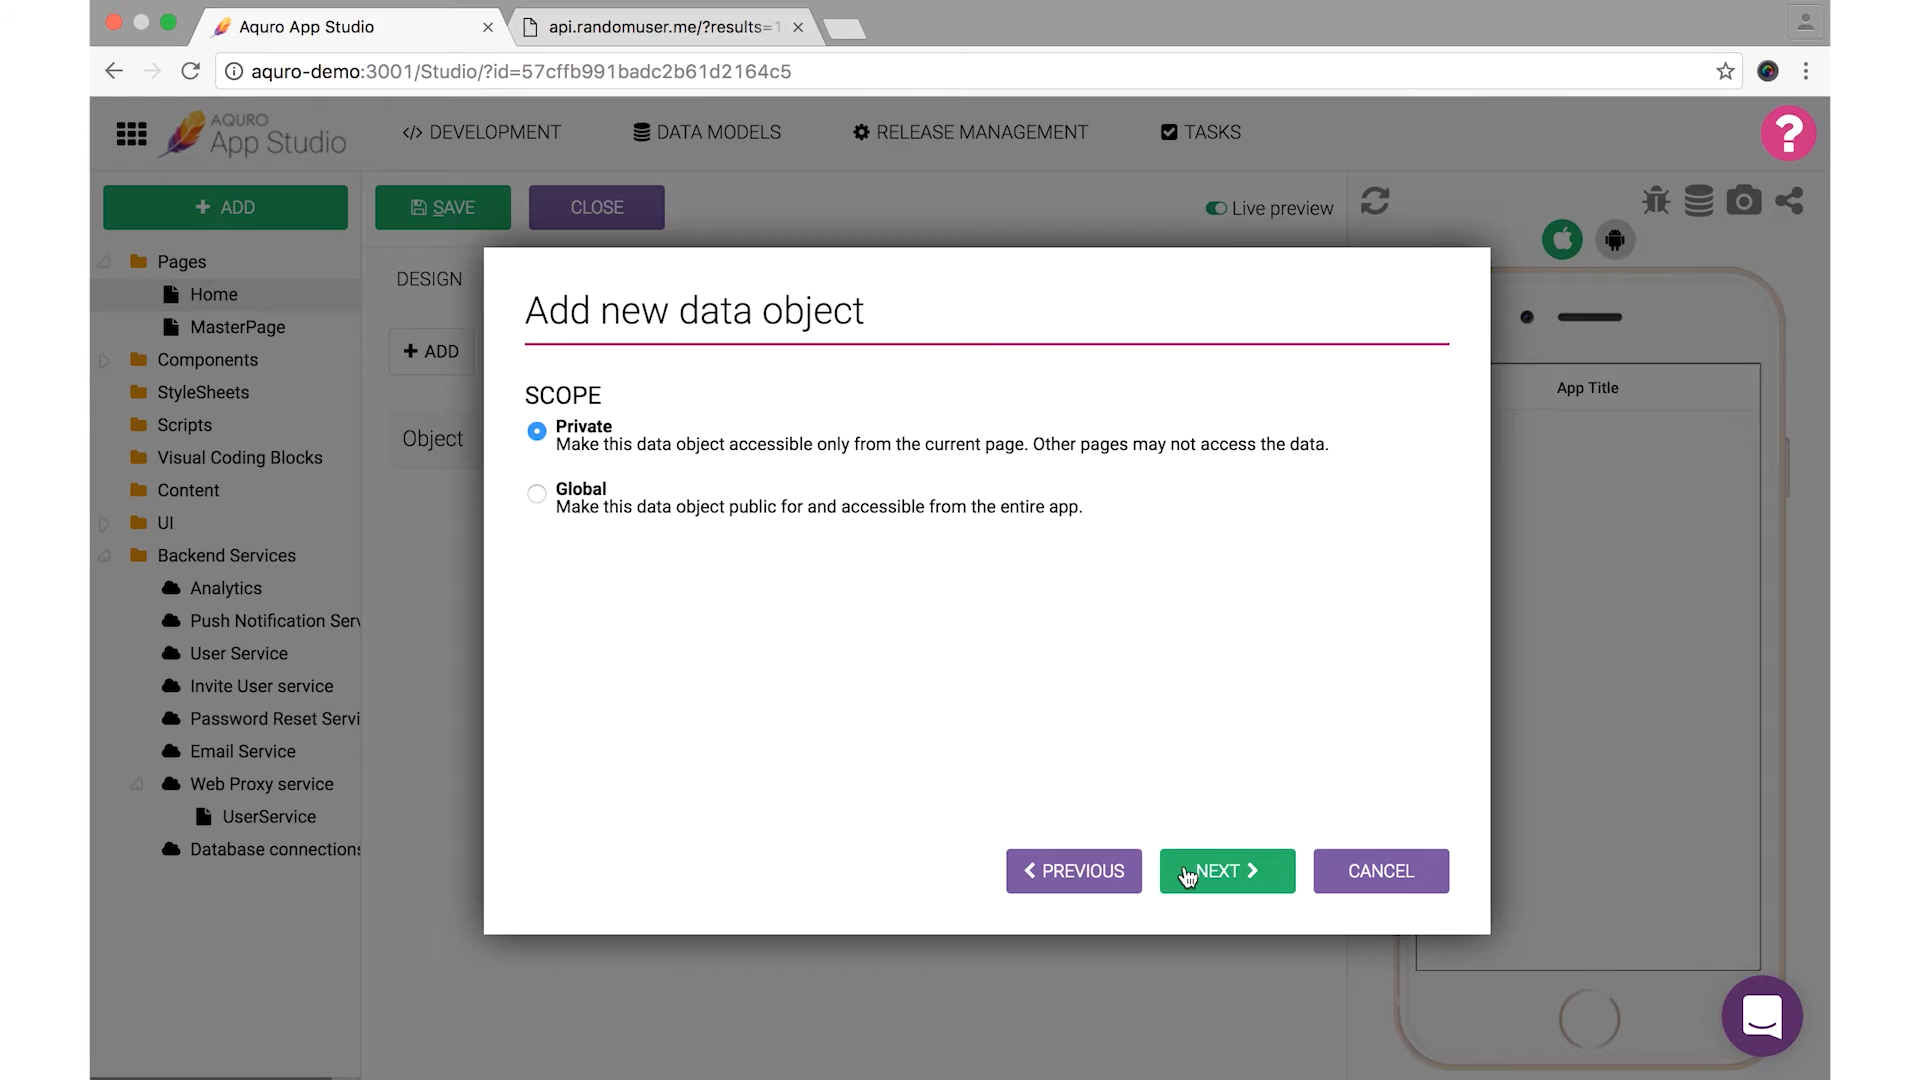 Aquro App Studio
api.randomuser.me/?results=1
aquro-demo:3001/Studio/?id=57cffb991badc2b61d2164c5
AQURO
App Studio
</> DEVELOPMENT
DATA MODELS
RELEASE MANAGEMENT
TASKS
?
+ ADD
SAVE
CLOSE
Live preview
Pages
Home
MasterPage
Components
StyleSheets
Scripts
Visual Coding Blocks
Content
UI
Backend Services
Analytics
Push Notification Serv
User Service
Invite User service
Password Reset Servi
Email Service
Web Proxy service
UserService
Database connections
DESIGN
+ ADD
Object
Add new data object
SCOPE
Private
Make this data object accessible only from the current page. Other pages may not access the data.
Global
Make this data object public for and accessible from the entire app.
PREVIOUS
NEXT
CANCEL
App Title